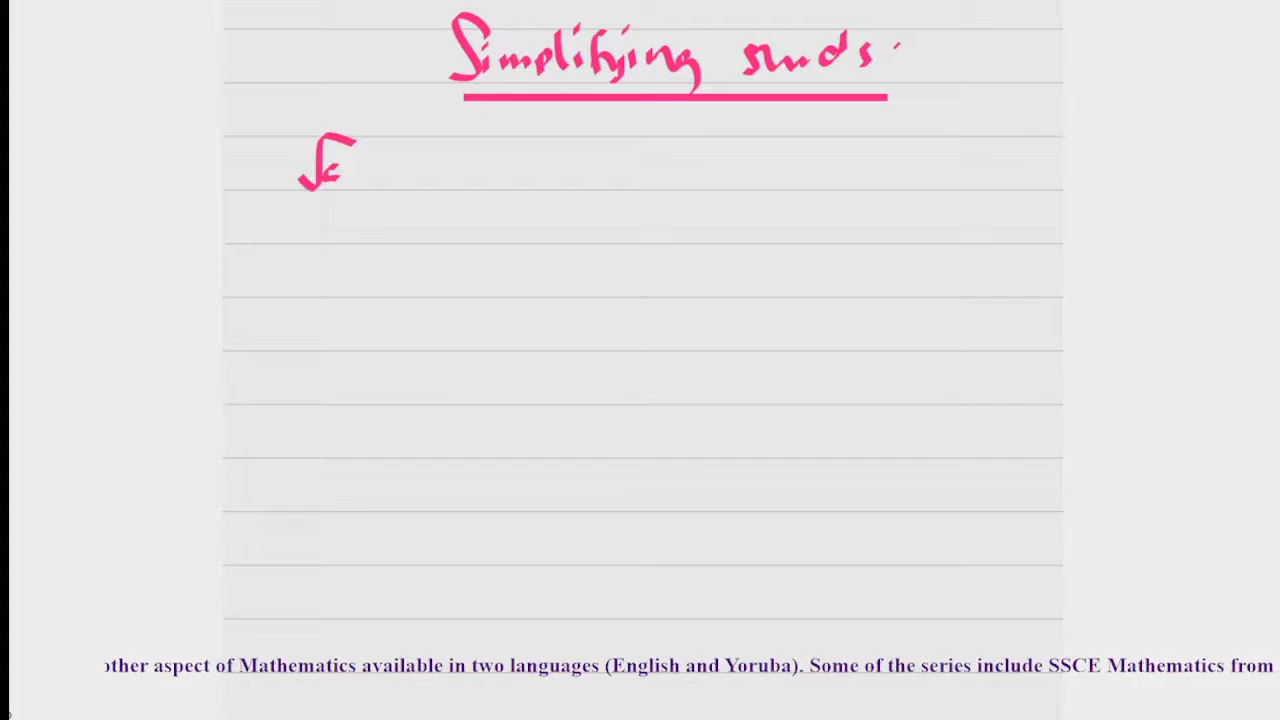 Simplifying surds.
√
other aspect of Mathematics available in two languages (English and Yoruba). Some of the series include SSCE Mathematics from